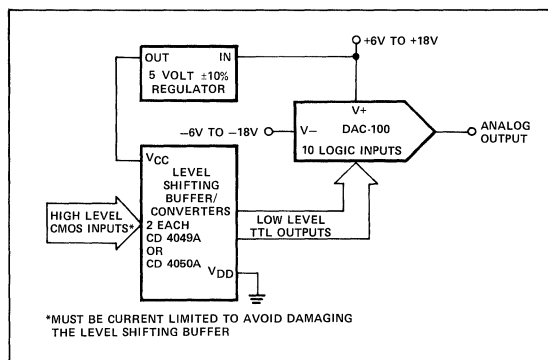 +6V TO +18V
OUT IN
5 VOLT ±10%
REGULATOR
V+
–6V TO –18V
V–
DAC-100
10 LOGIC INPUTS
ANALOG
OUTPUT
VCC
LEVEL
SHIFTING
BUFFER/
CONVERTERS
2 EACH
CD 4049A
OR
CD 4050A
VDD
HIGH LEVEL
CMOS INPUTS*
LOW LEVEL
TTL OUTPUTS
*MUST BE CURRENT LIMITED TO AVOID DAMAGING
THE LEVEL SHIFTING BUFFER